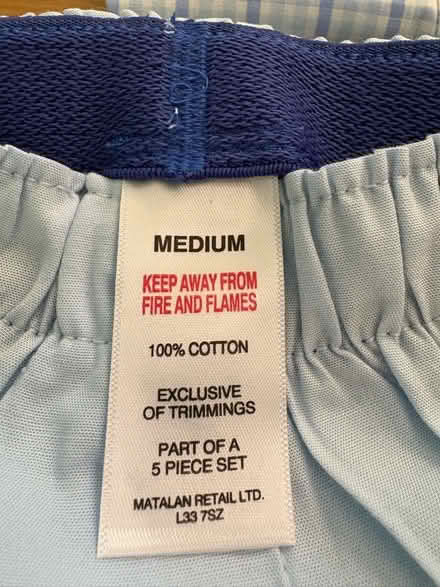 MEDIUM
KEEP AWAY FROM
FIRE AND FLAMES
100% COTTON
EXCLUSIVE
OF TRIMMINGS
PART OF A
5 PIECE SET
MATALAN RETAIL LTD.
L33 7SZ